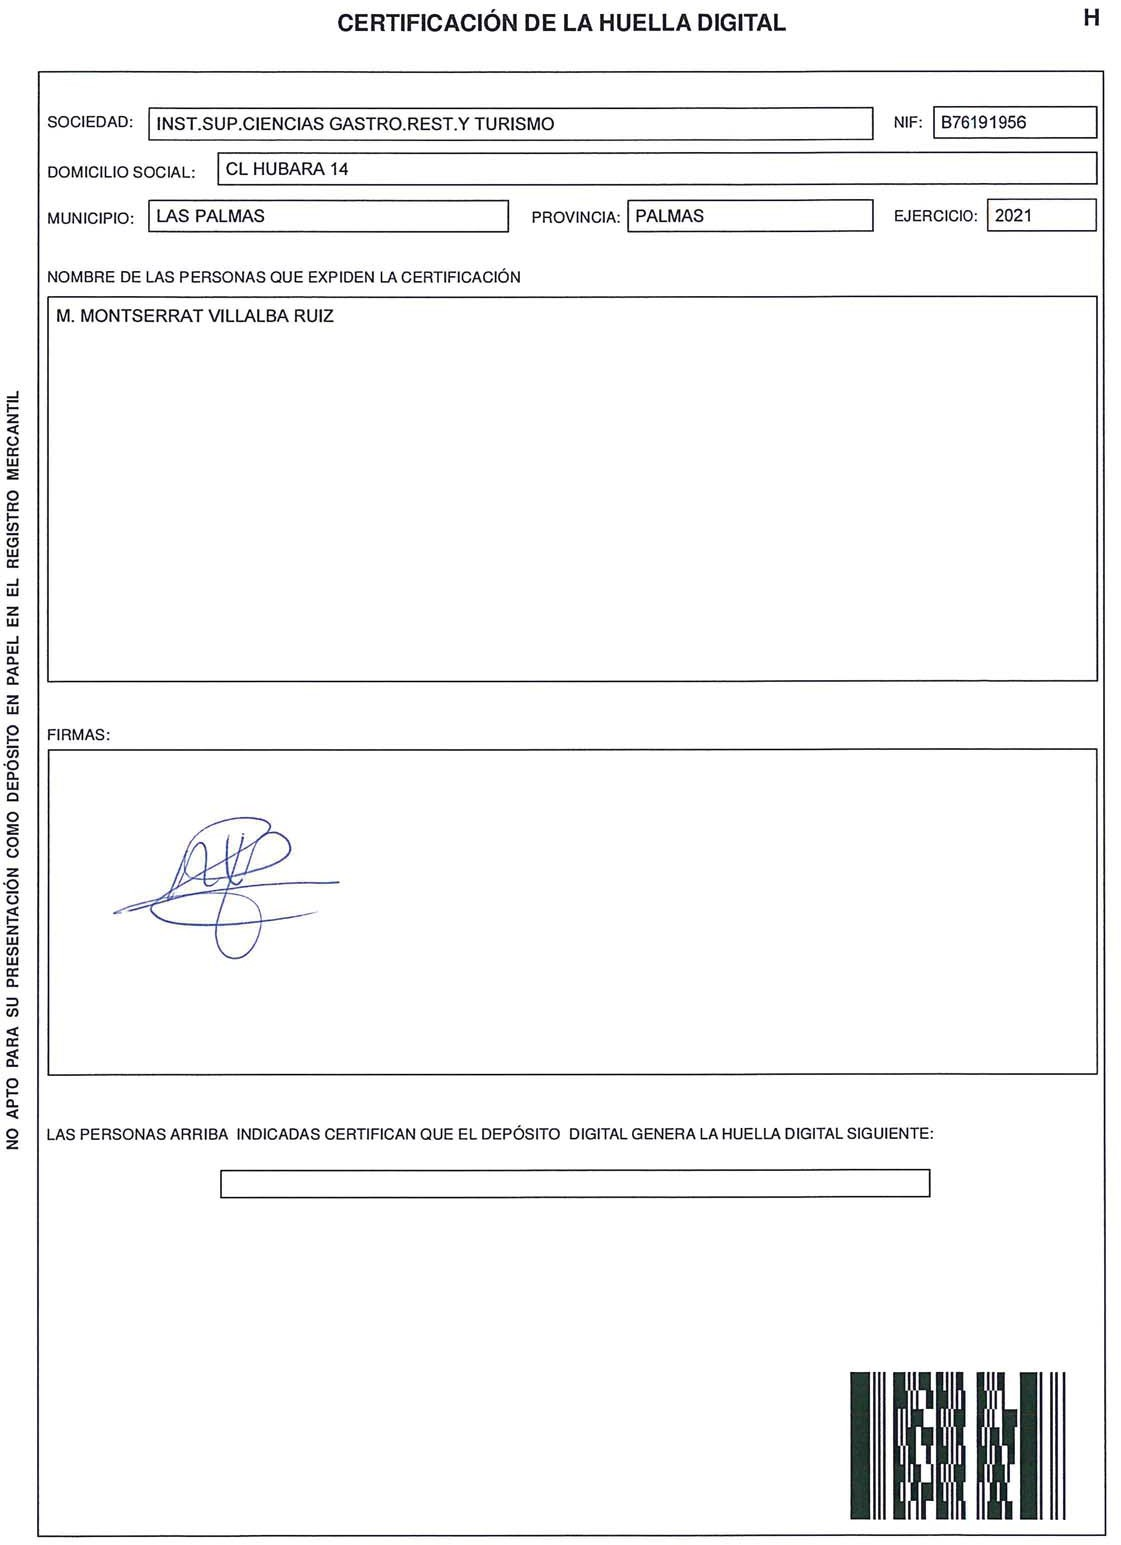 CERTIFICACIÓN DE LA HUELLA DIGITAL
H
SOCIEDAD: INST.SUP.CIENCIAS GASTRO.REST.Y TURISMO NIF: B76191956
DOMICILIO SOCIAL: CL HUBARA 14
MUNICIPIO: LAS PALMAS PROVINCIA: PALMAS EJERCICIO: 2021
NOMBRE DE LAS PERSONAS QUE EXPIDEN LA CERTIFICACIÓN
M. MONTSERRAT VILLALBA RUIZ
FIRMAS:
LAS PERSONAS ARRIBA INDICADAS CERTIFICAN QUE EL DEPÓSITO DIGITAL GENERA LA HUELLA DIGITAL SIGUIENTE:
NO APTO PARA SU PRESENTACIÓN COMO DEPÓSITO EN PAPEL EN EL REGISTRO MERCANTIL